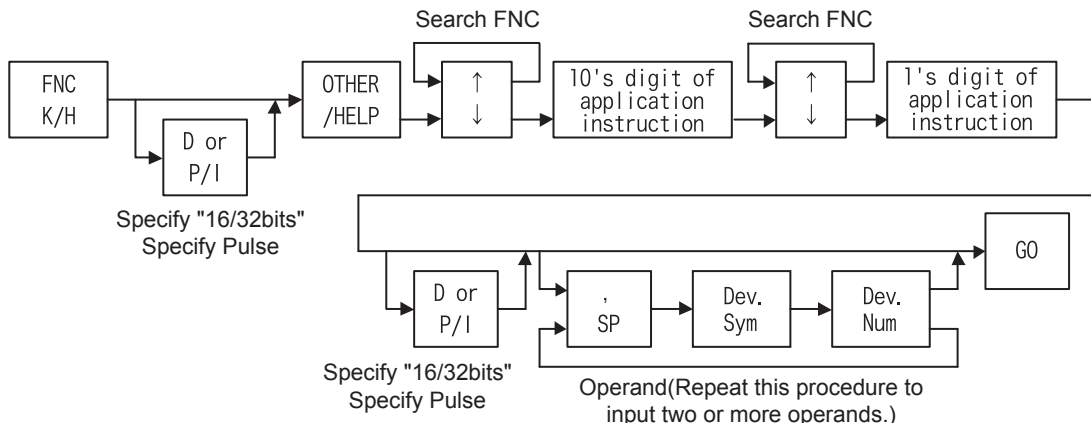 Search FNC
Search FNC
FNC
K/H
D or
P/I
Specify "16/32bits"
Specify Pulse
OTHER
/HELP
↑
↓
10's digit of
application
instruction
↑
↓
1's digit of
application
instruction
D or
P/I
Specify "16/32bits"
Specify Pulse
,
SP
Dev.
Sym
Dev.
Num
GO
Operand(Repeat this procedure to
input two or more operands.)